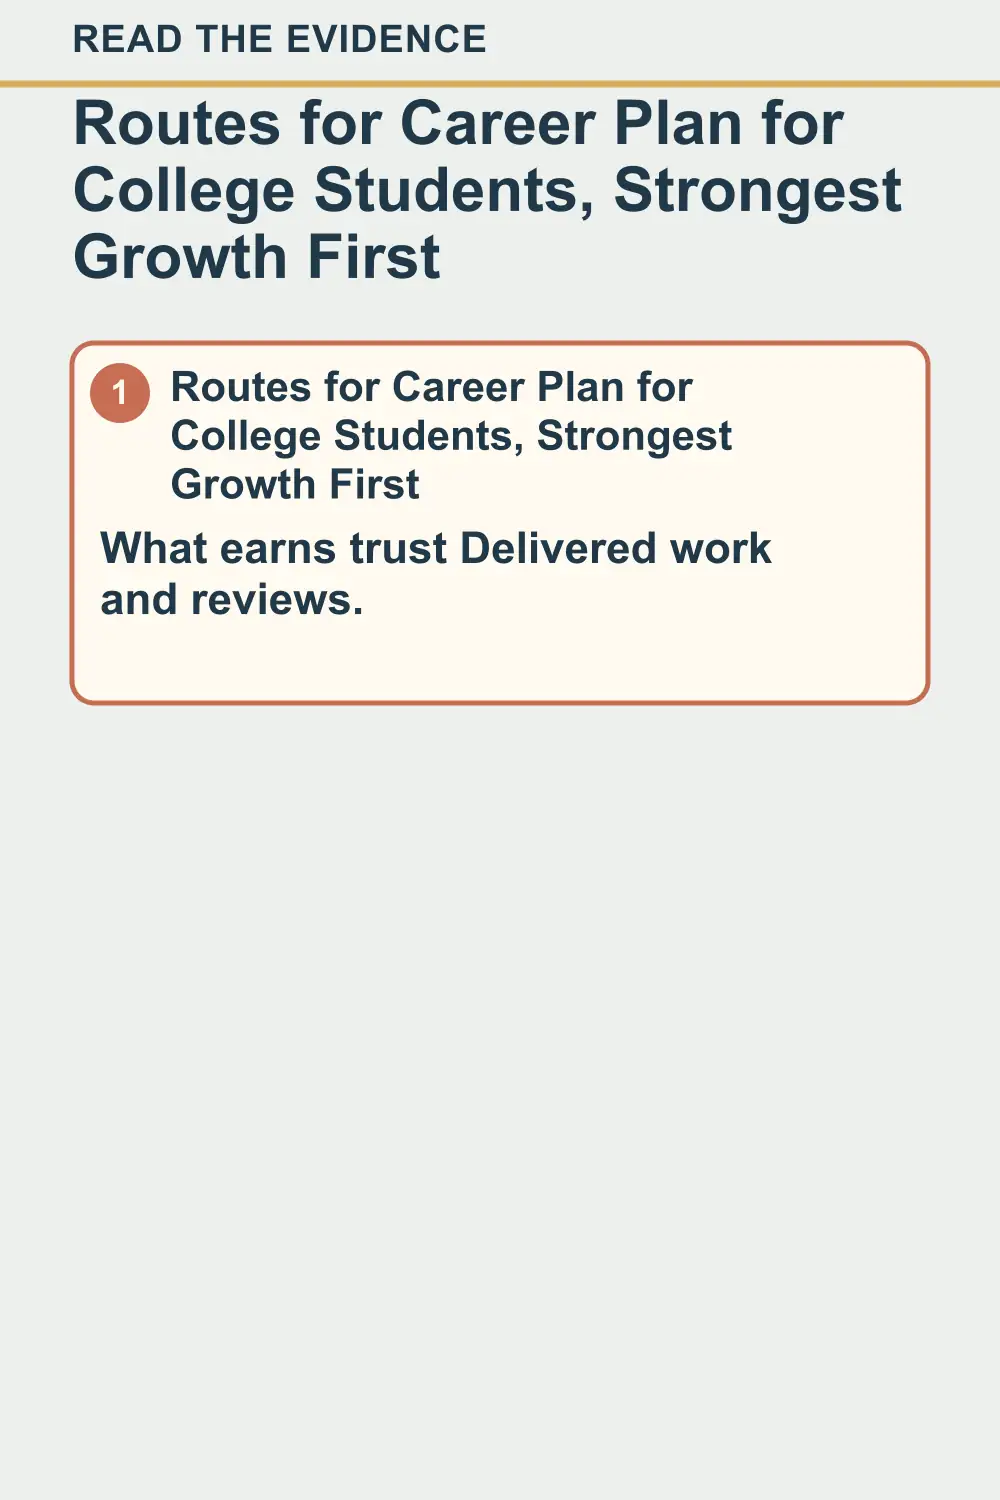 READ THE EVIDENCE
Routes for Career Plan for
College Students, Strongest
Growth First
1
Routes for Career Plan for
College Students, Strongest
Growth First
What earns trust Delivered work
and reviews.